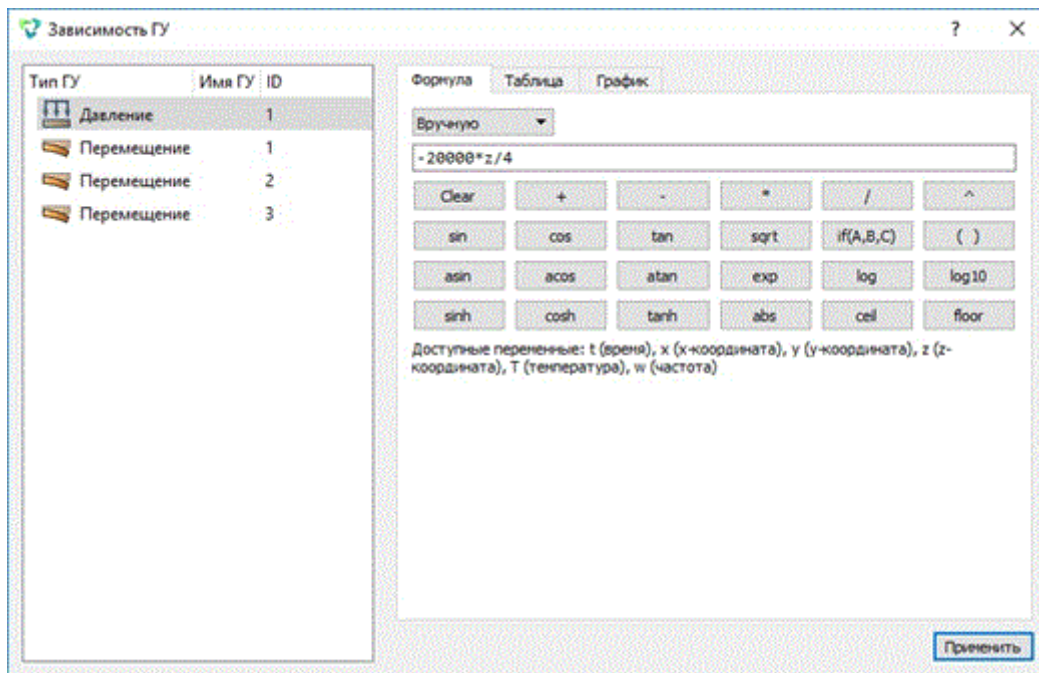 Зависимость ГУ ? ×
Тип ГУ Имя ГУ ID
Давление 1
Перемещение 1
Перемещение 2
Перемещение 3
Формула Таблица График
Вручную
-20000*z/4
Clear + - * / ^
sin cos tan sqrt if(A,B,C) ( )
asin acos atan exp log log10
sinh cosh tanh abs ceil floor
Доступные переменные: t (время), x (x-координата), y (y-координата), z (z-
координата), T (температура), w (частота)
Применить